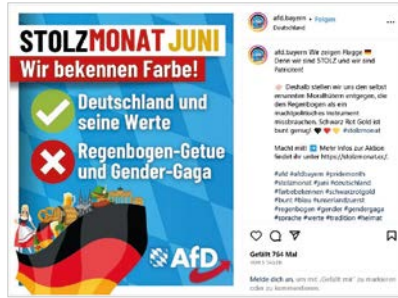 STOLZMONAT JUNI
Wir bekennen Farbe!
Deutschland und
seine Werte
Regenbogen-Getue
und Gender-Gaga
AfD
afd.bayern • Folgen
Deutschland
afd.bayern Wir zeigen Flagge 🇩🇪
Denn wir sind STOLZ und wir sind
Patrioten!
Deshalb stellen wir uns den selbst
ernannten Moralhütern entgegen, die
den Regenbogen als ein
machtpolitisches Instrument
missbrauchen. Schwarz Rot Gold ist
bunt genug! 🖤 ❤️ 💛 #stolzmonat
Macht mit! ➡️ Mehr Infos zur Aktion
findet ihr unter
#afd #afdbayern #pridemonth
#stolzmonat #juni #deutschland
#farbebekennen #schwarzrotgold
#bunt #blau #unserlandzuerst
#regenbogen #gender #gendergaga
#sprache #werte #tradition #heimat
Gefällt 764 Mal
VOR 5 TAGEN
Melde dich an, um mit „Gefällt mir“ zu markieren
oder zu kommentieren.